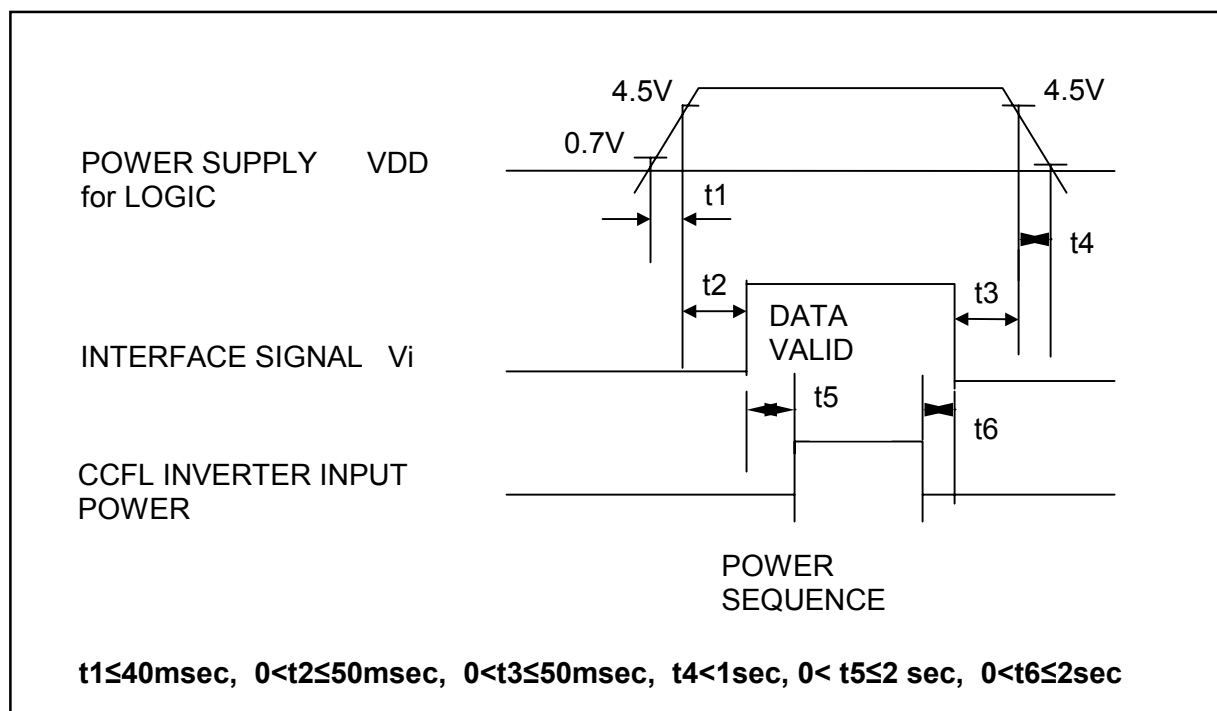 4.5V
4.5V
0.7V
POWER SUPPLY VDD
for LOGIC
t1
t4
t2
t3
DATA
VALID
INTERFACE SIGNAL Vi
t5
t6
CCFL INVERTER INPUT
POWER
POWER
SEQUENCE
t1≤40msec, 0<t2≤50msec, 0<t3≤50msec, t4<1sec, 0< t5≤2 sec, 0<t6≤2sec